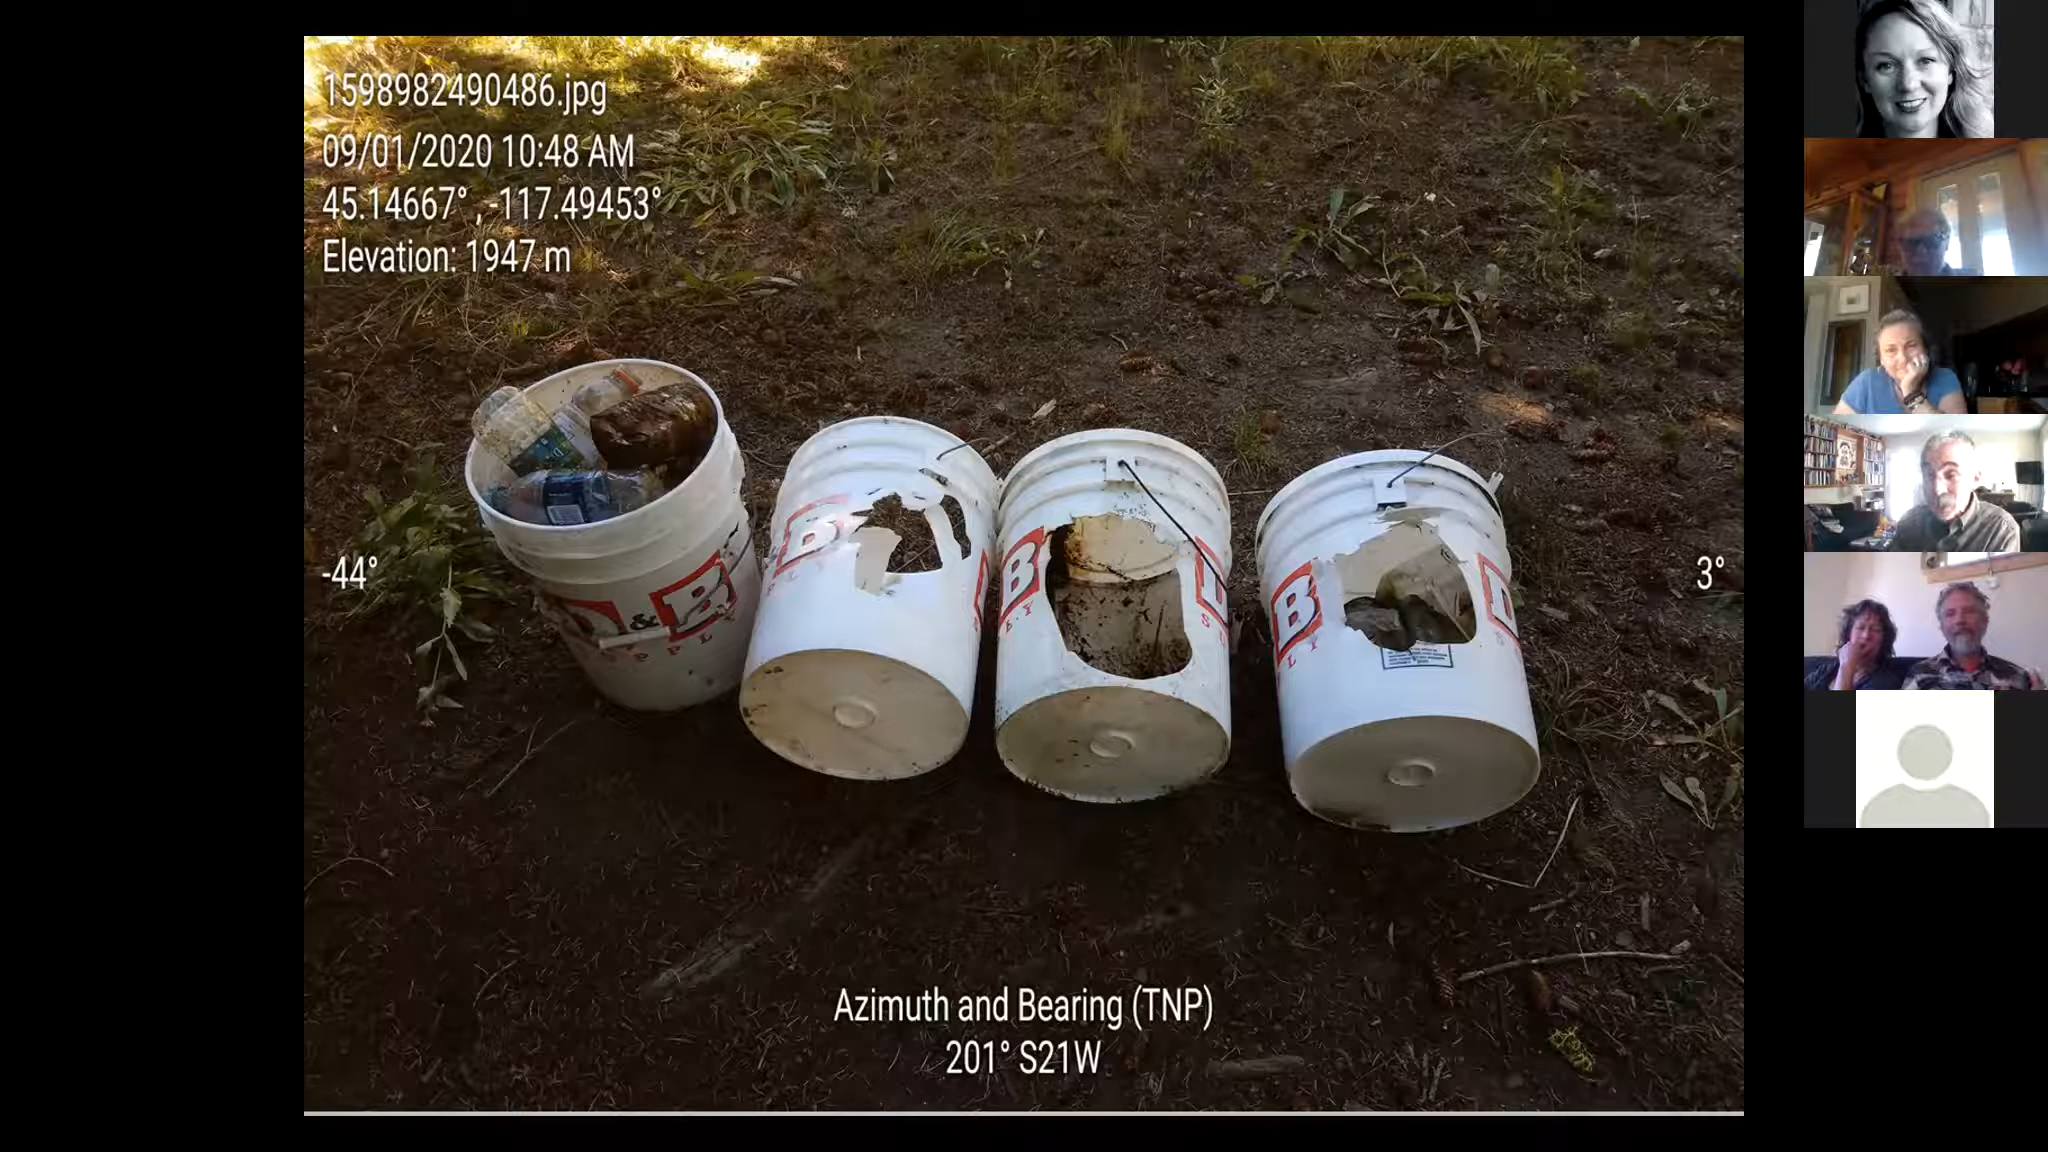 1598982490486.jpg
09/01/2020 10:48 AM
45.14667° , -117.49453°
Elevation: 1947 m
-44°
3°
D&B
B
B
B
Azimuth and Bearing (TNP)
201° S21W